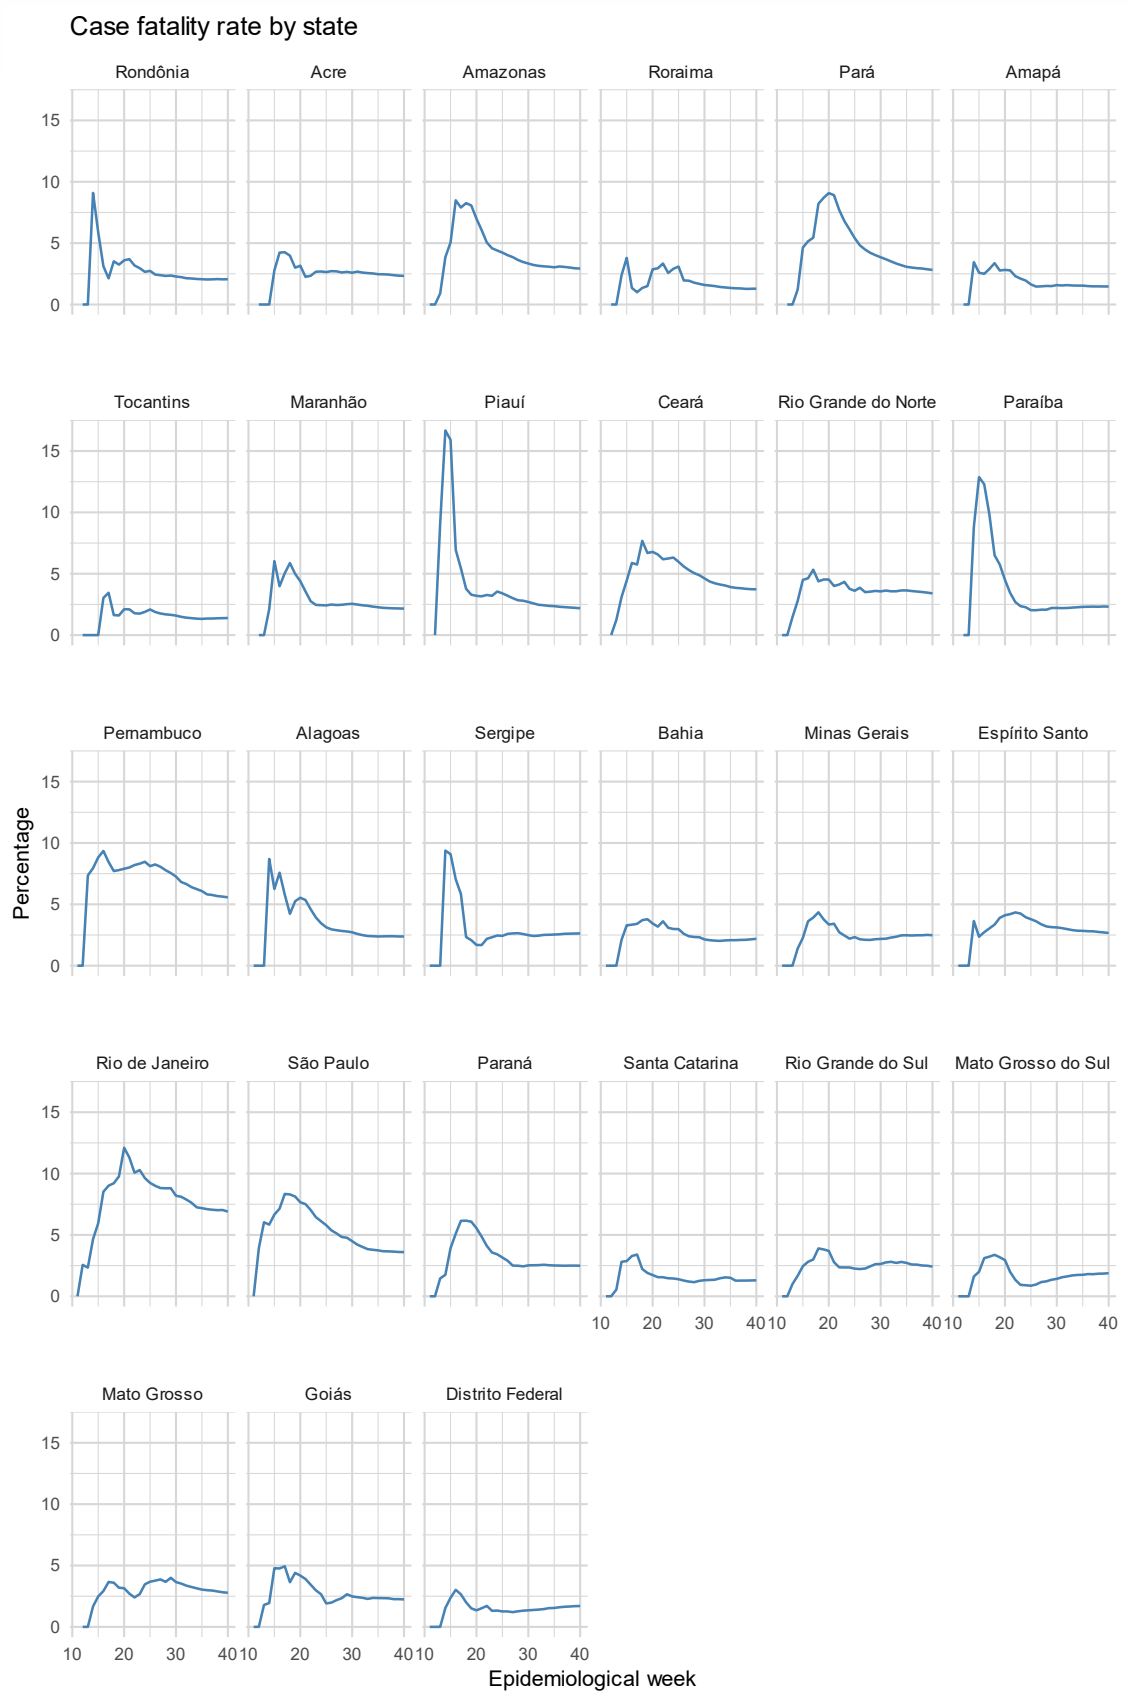 Case fatality rate by state
Rondônia Acre Amazonas Roraima Pará Amapá
15
10
5
0
Tocantins Maranhão Piauí Ceará Rio Grande do Norte Paraíba
15
10
5
0
Pernambuco Alagoas Sergipe Bahia Minas Gerais Espírito Santo
15
10
5
0
Percentage
Rio de Janeiro São Paulo Paraná Santa Catarina Rio Grande do Sul Mato Grosso do Sul
15
10
5
0
10 20 30 40 10 20 30 40 10 20 30 40
Mato Grosso Goiás Distrito Federal
15
10
5
0
10 20 30 40 10 20 30 40 10 20 30 40
Epidemiological week